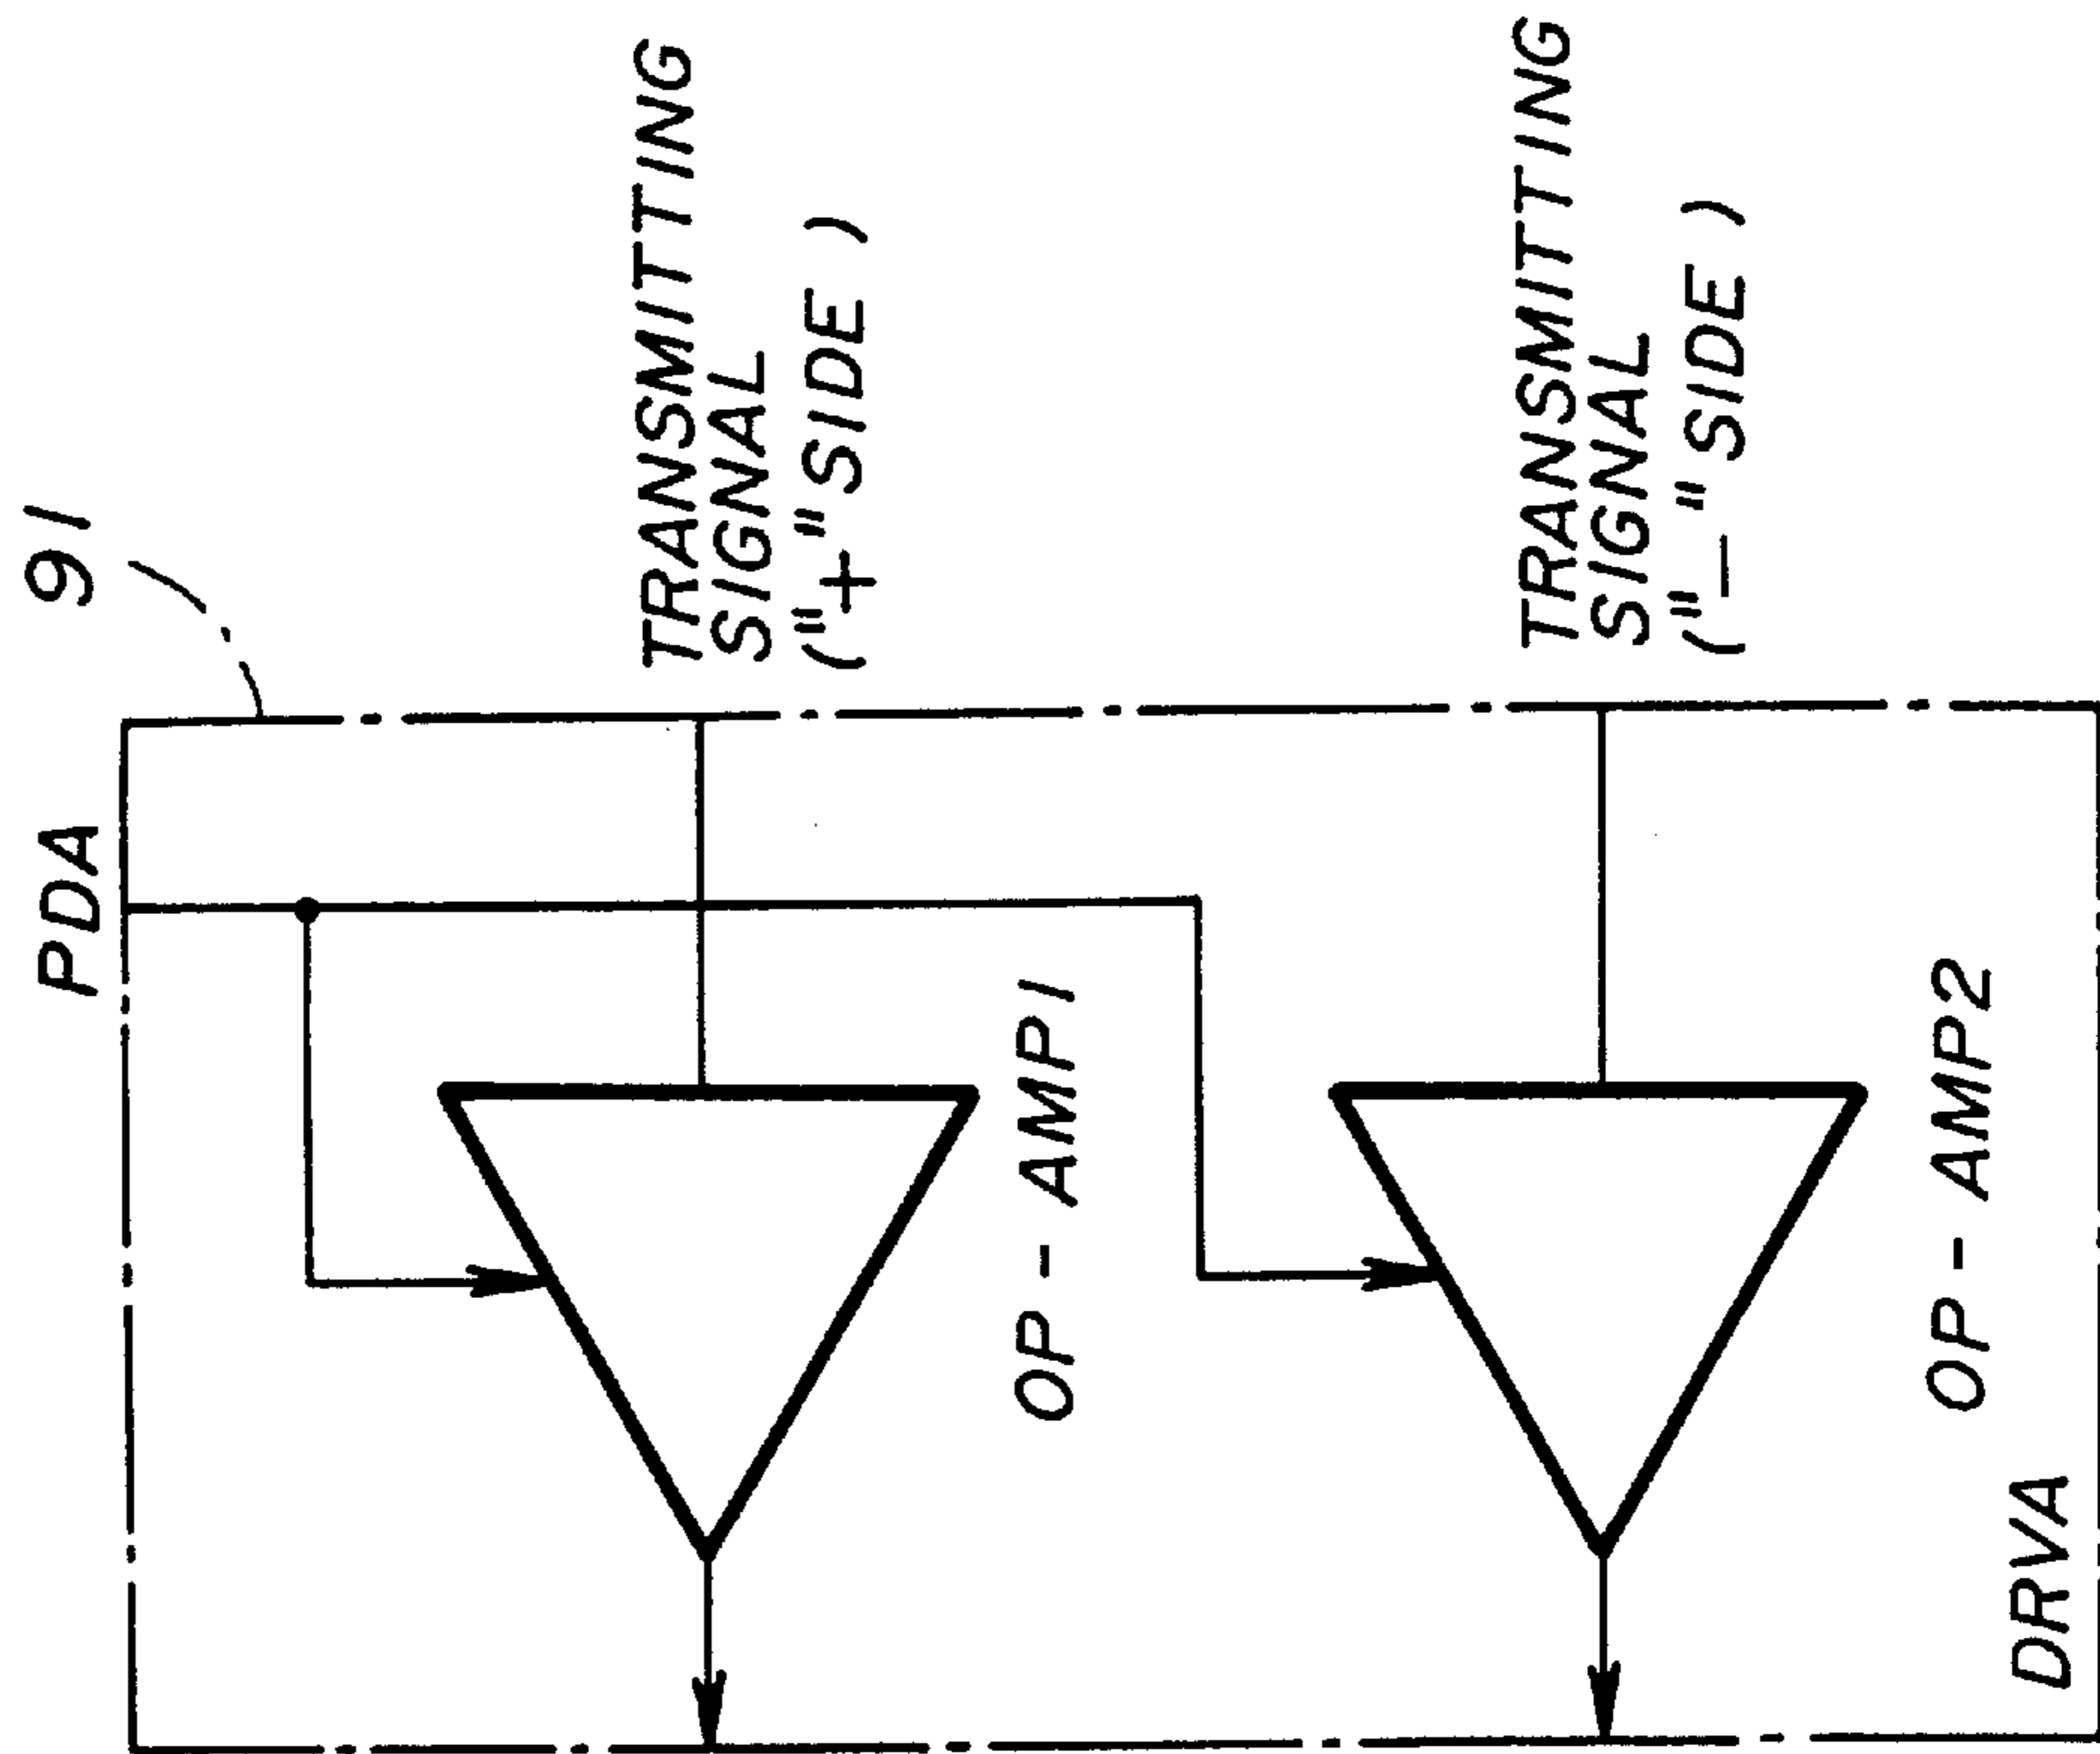 91
PDA
TRANSMITTING
SIGNAL
("+" SIDE )
OP - AMP1
TRANSMITTING
SIGNAL
("—" SIDE )
OP - AMP2
DRVA